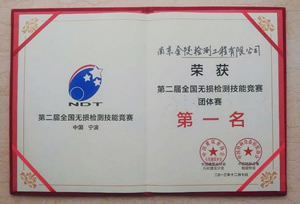 NDT
第二届全国无损检测技能竞赛
中国 宁波
南京金陵检测工程有限公司
荣获
第二届全国无损检测技能竞赛
团体赛
第一名